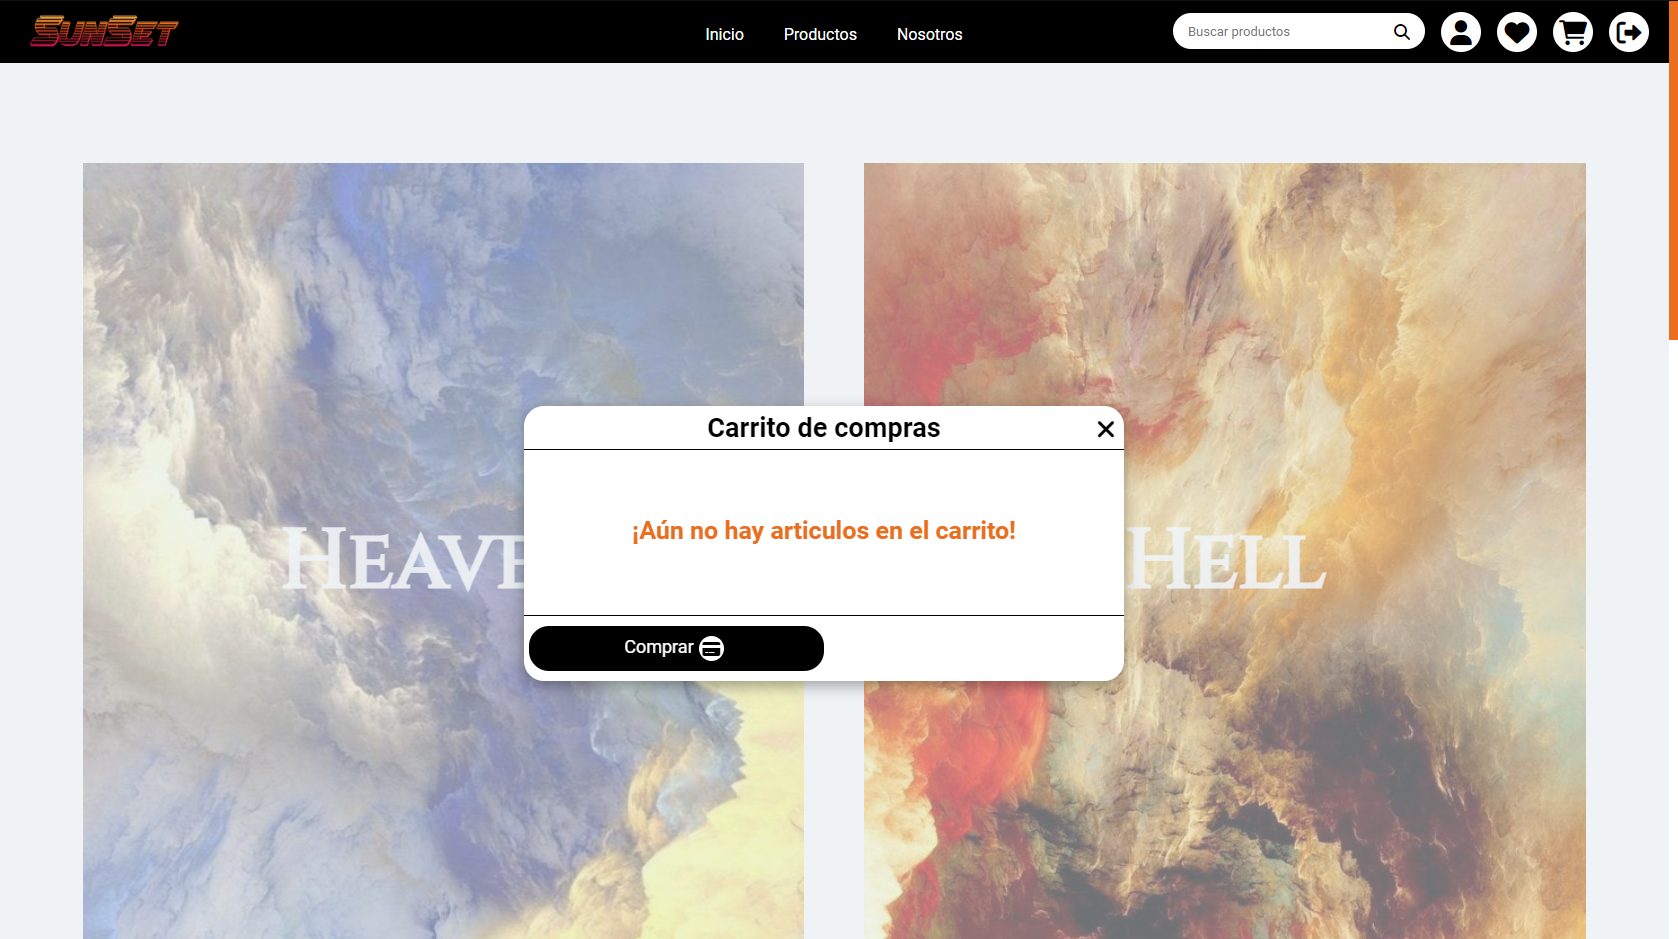 SunSet
Inicio
Productos
Nosotros
Buscar productos
Carrito de compras
¡Aún no hay articulos en el carrito!
Heave
Hell
Comprar